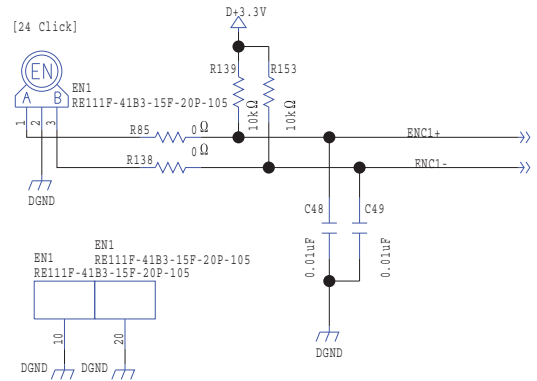 D+3.3V
[24 Click]
EN
R139
R153
A B
EN1
RE111F-41B3-15F-20P-105
1 2 3
10kΩ
10kΩ
R85
0Ω
ENC1+
R138
0Ω
ENC1-
DGND
C48
C49
0.01uF
0.01uF
EN1
EN1
RE111F-41B3-15F-20P-105
RE111F-41B3-15F-20P-105
10
20
DGND
DGND
DGND